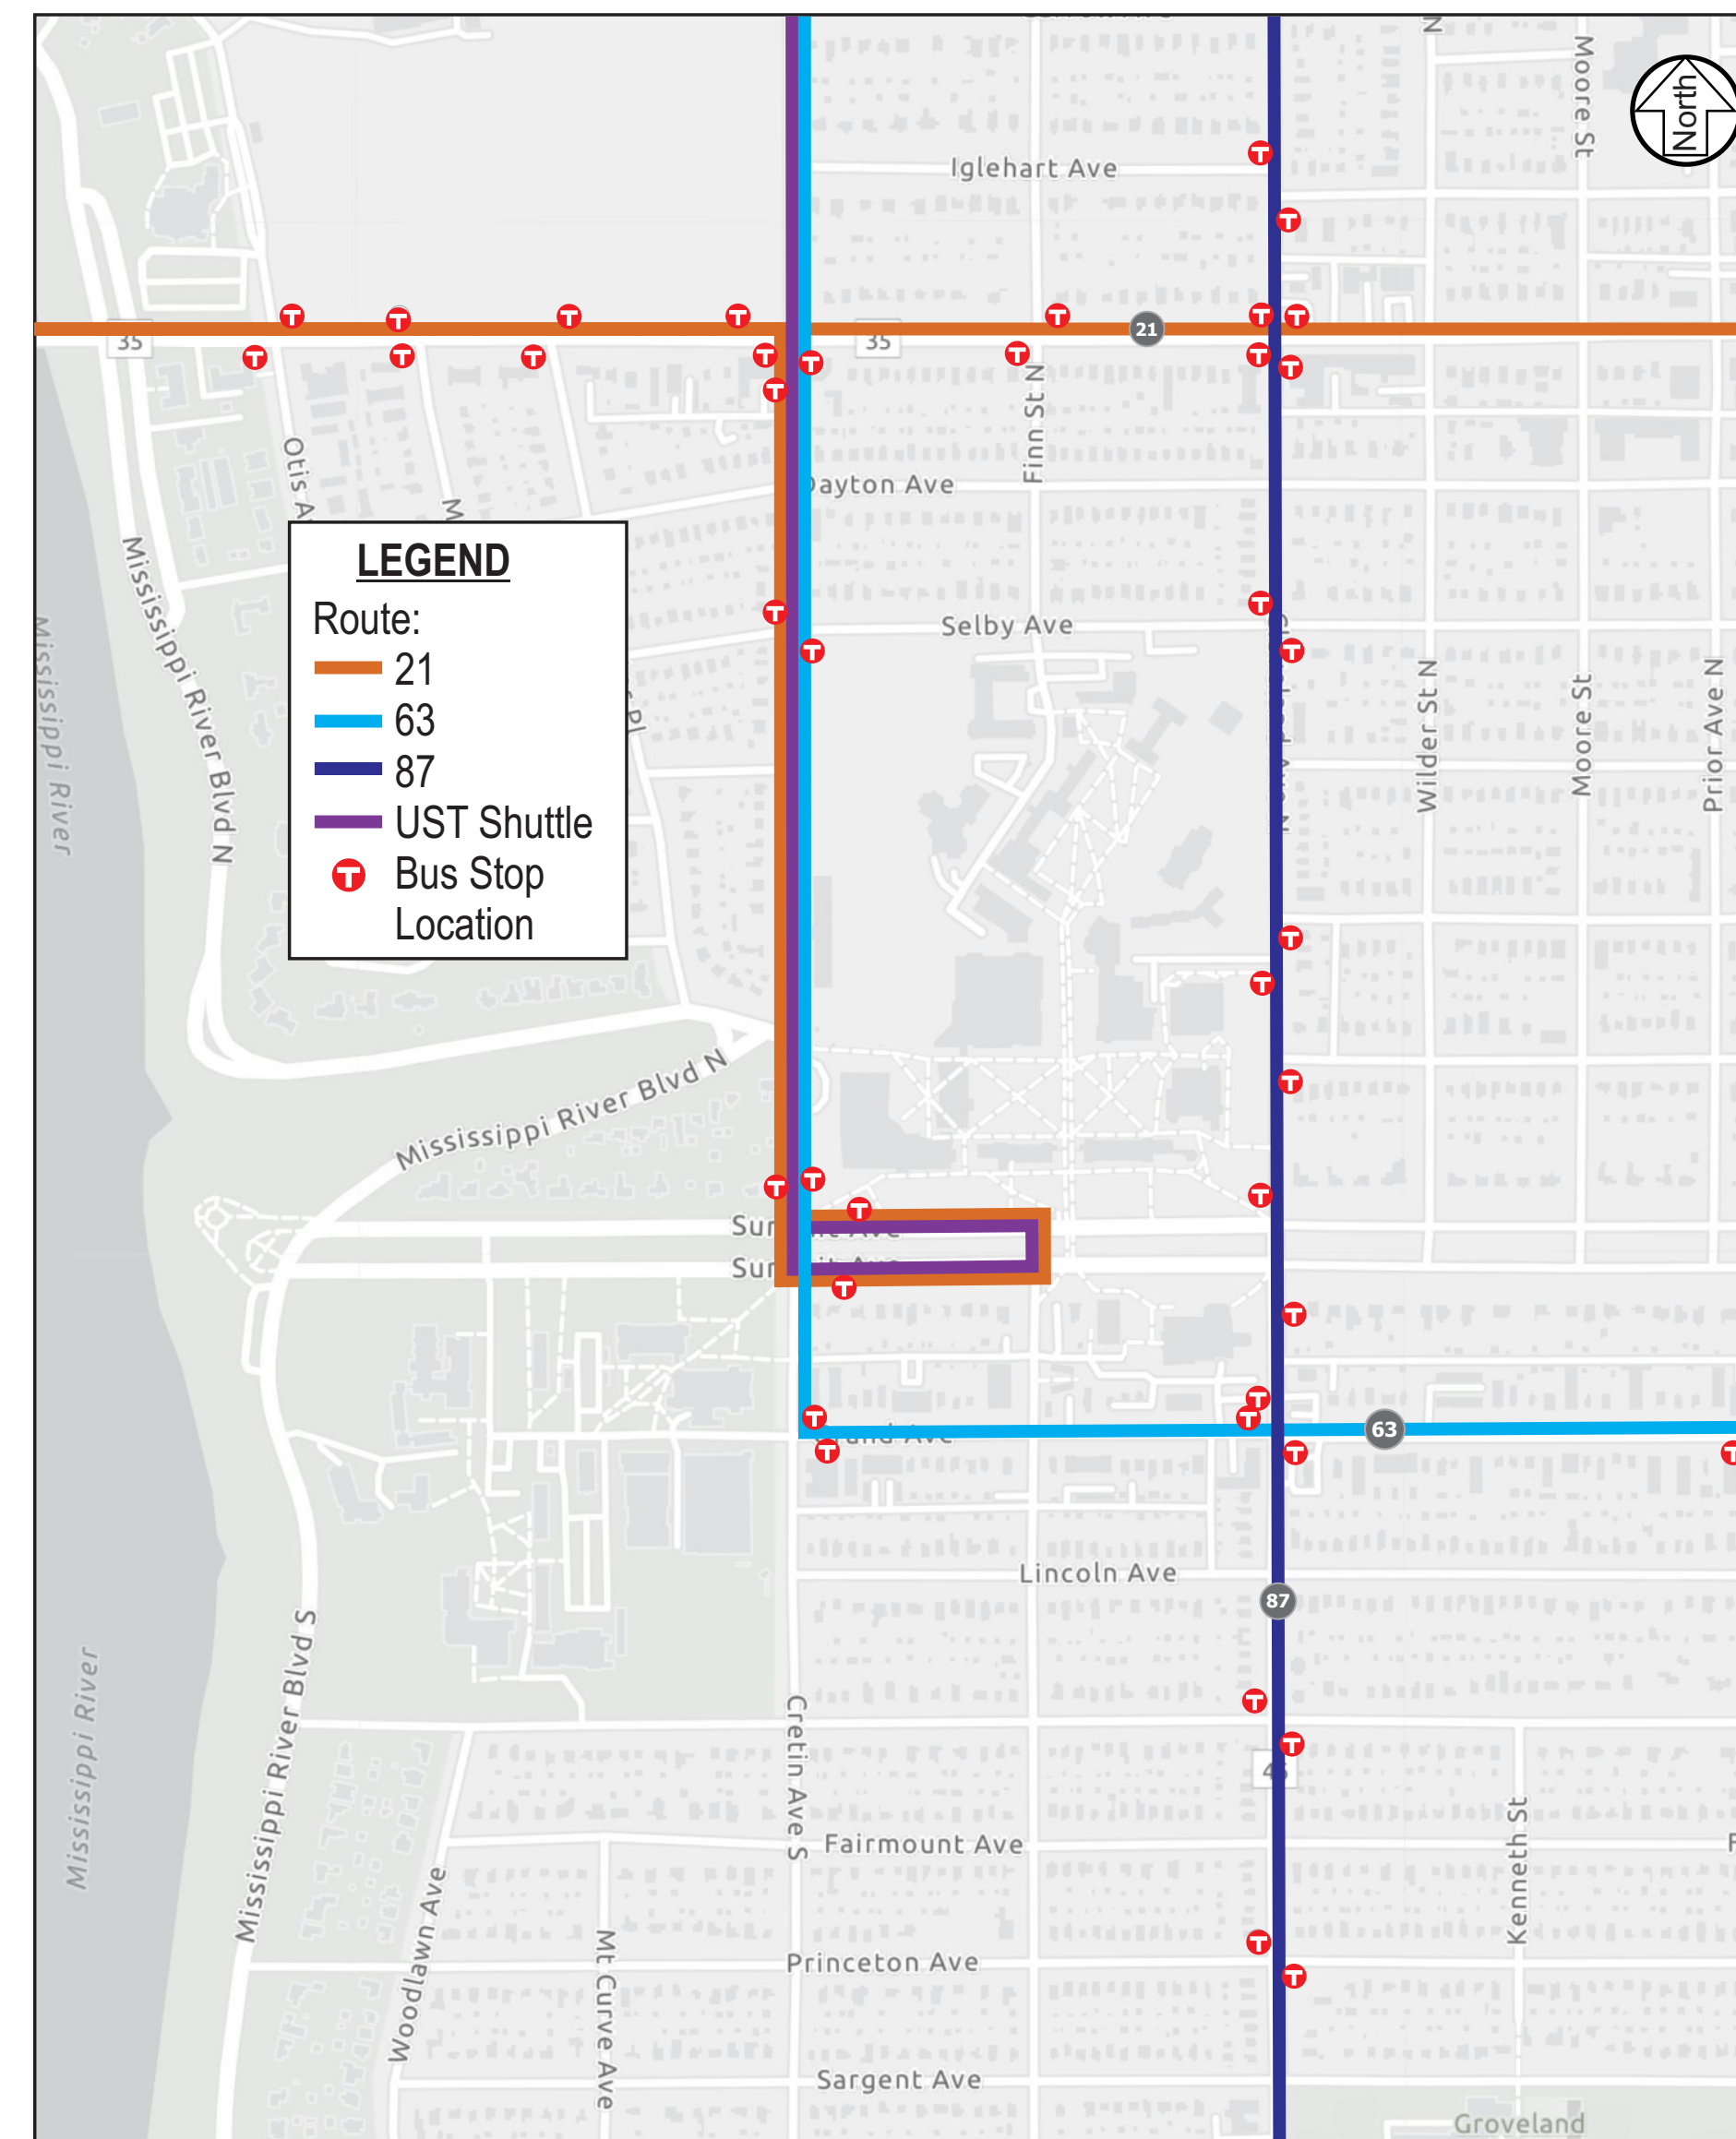 N
Moore St
North
Iglehart Ave
21
35
35
Finn St N
Otis
Dayton Ave
M
LEGEND
Route:
21
63
87
UST Shuttle
Bus Stop
Location
Mississippi River Blvd N
Mississippi River
Selby Ave
Pl
Wilder St N
Moore St
Prior Ave N
Mississippi River Blvd N
63
Grand Ave
Lincoln Ave
87
Mississippi River Blvd S
Mississippi River
Cretin Ave S
Fairmount Ave
F
Kenneth St
Woodlawn Ave
Mt Curve Ave
Princeton Ave
Sargent Ave
Groveland